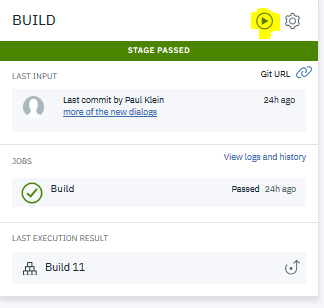 BUILD
STAGE PASSED
LAST INPUT
Git URL
Last commit by Paul Klein
24h ago
more of the new dialogs
JOBS
View logs and history
Build
Passed 24h ago
LAST EXECUTION RESULT
Build 11